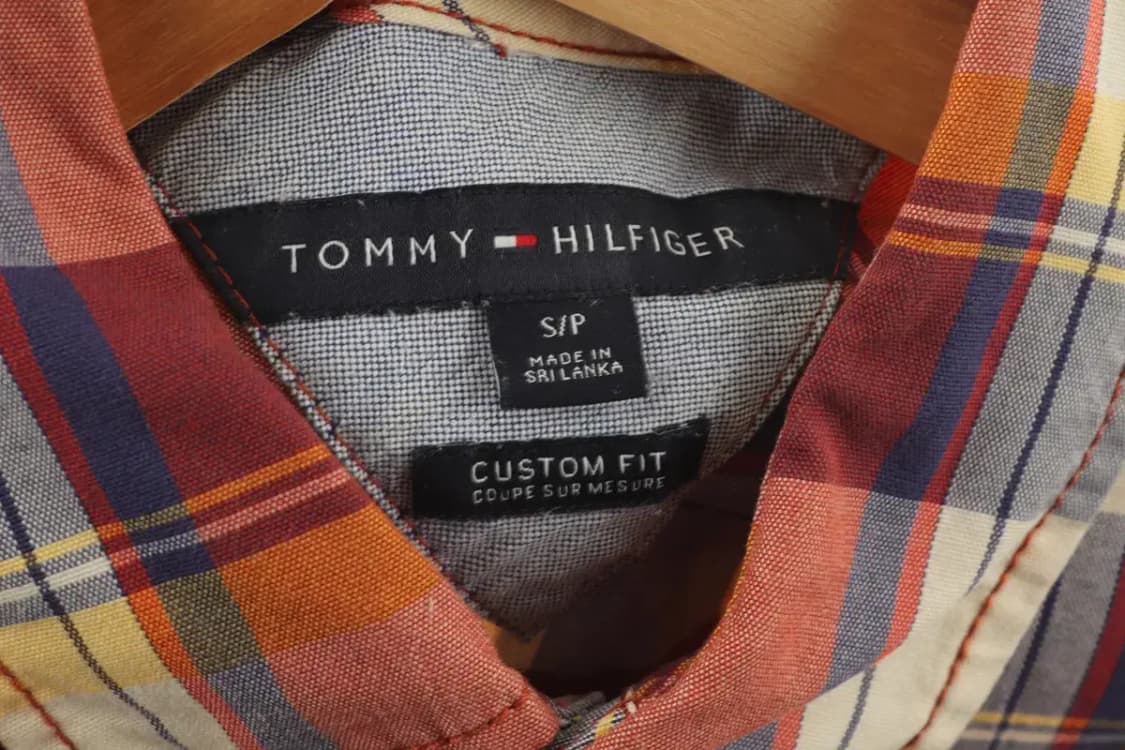 TOMMY HILFIGER
S/P
MADE IN
SRI LANKA
CUSTOM FIT
COUPE SUR MESURE